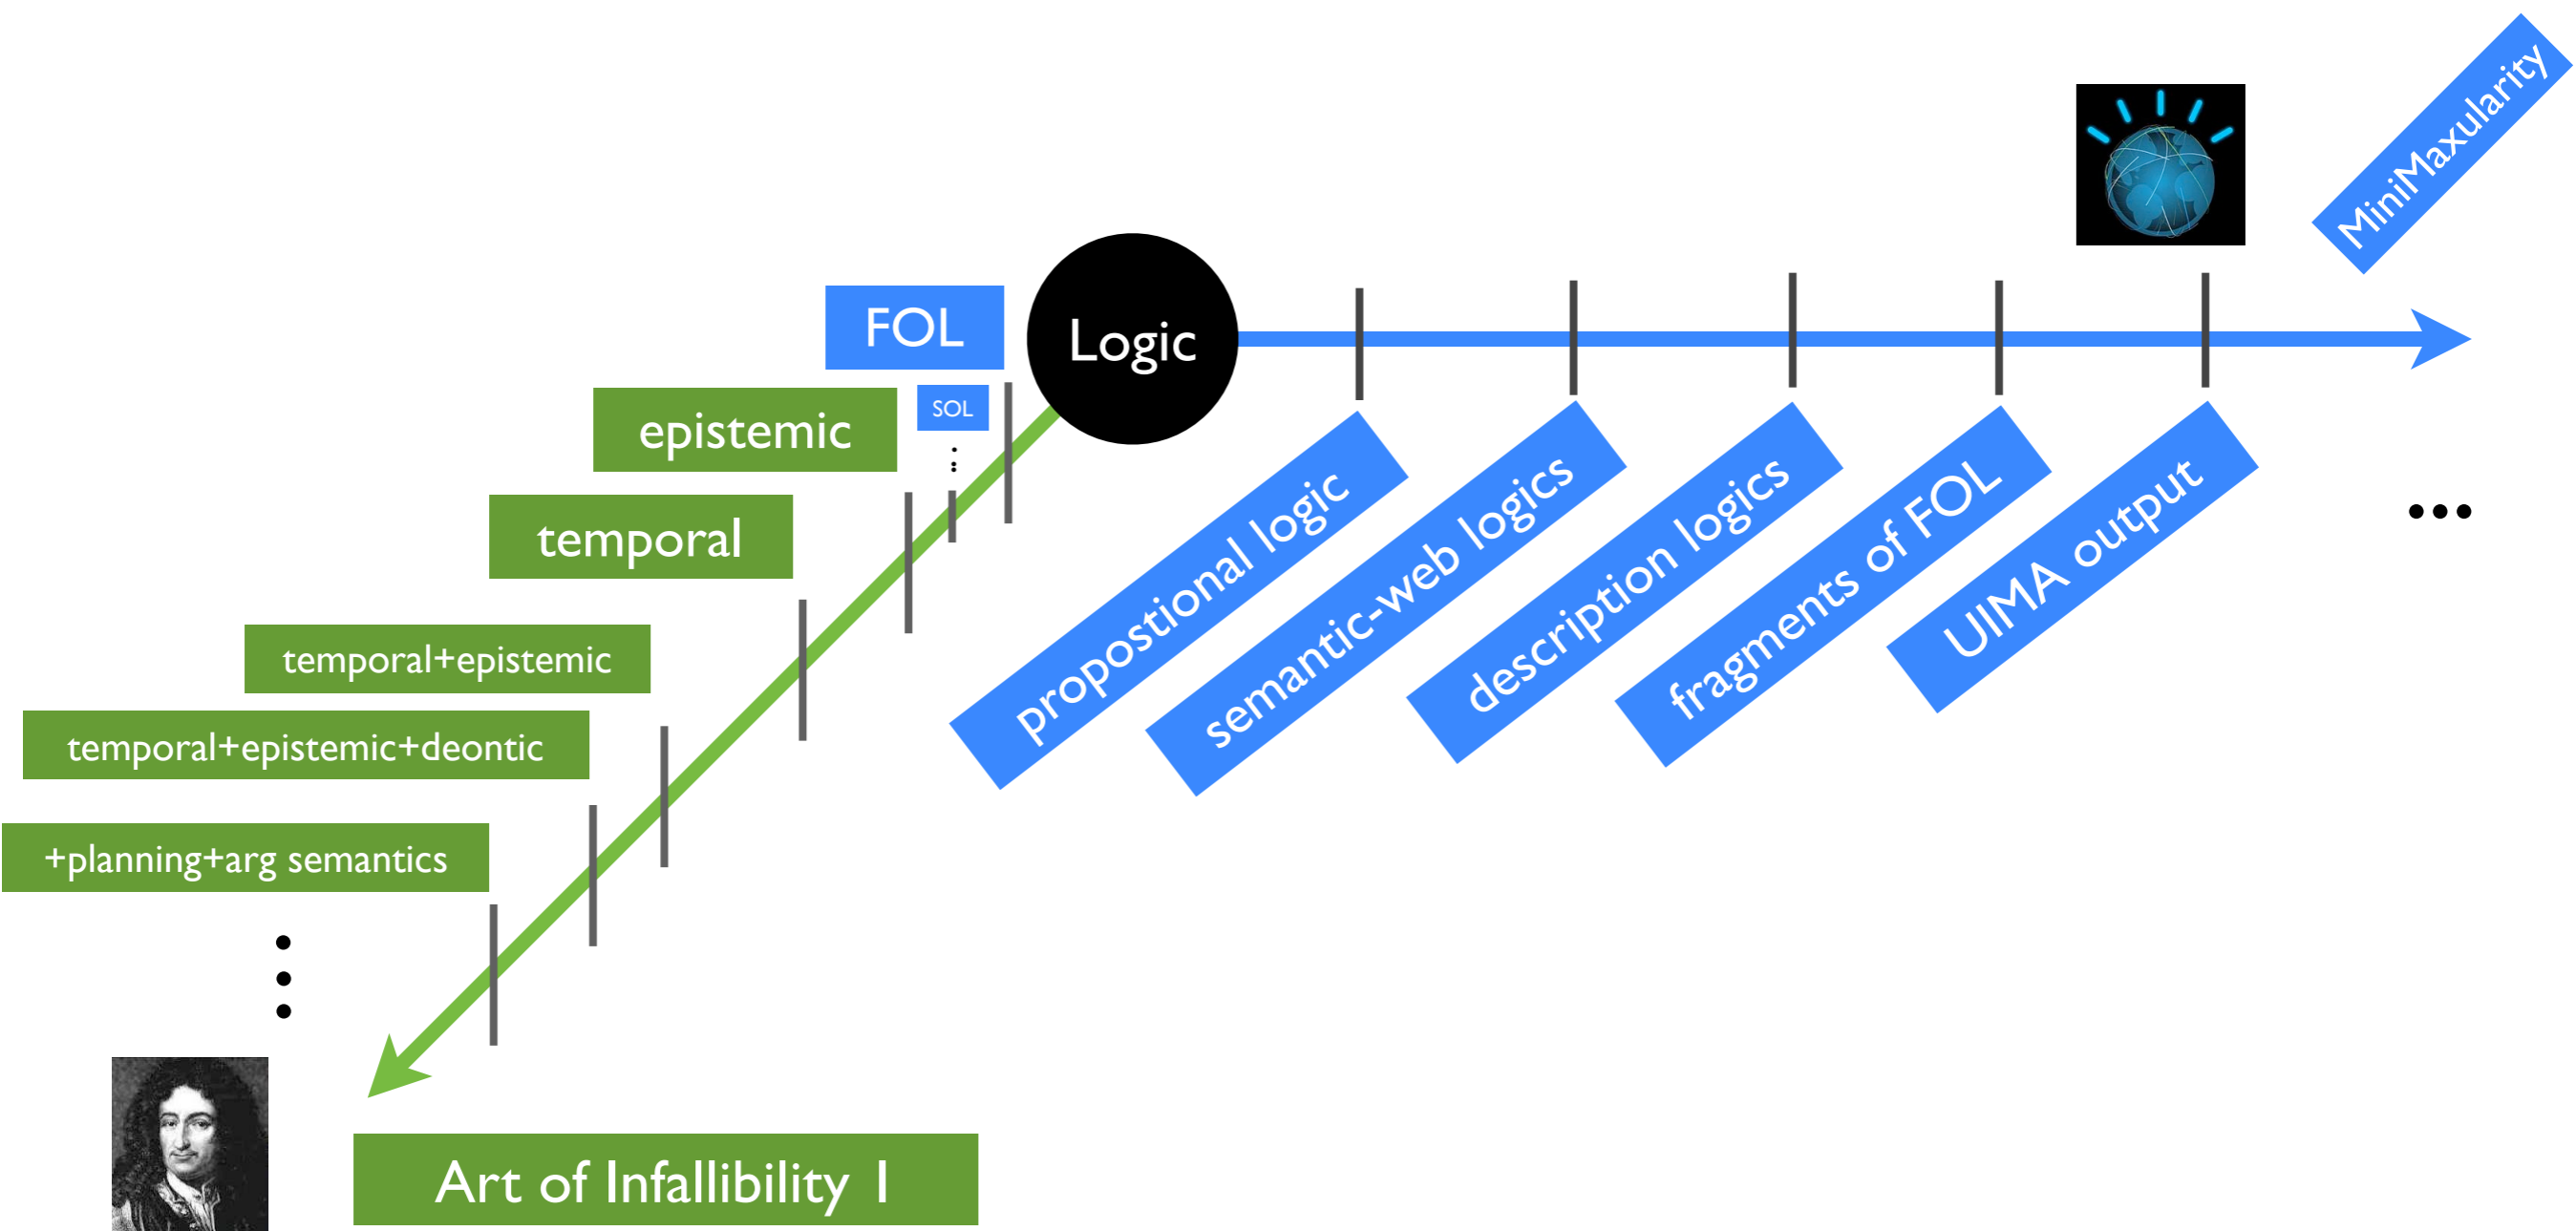 MiniMaxularity
FOL
Logic
SOL
epistemic
temporal
propostional logic
semantic-web logics
description logics
fragments of FOL
UIMA output
temporal+epistemic
temporal+epistemic+deontic
+planning+arg semantics
Art of Infallibility 1